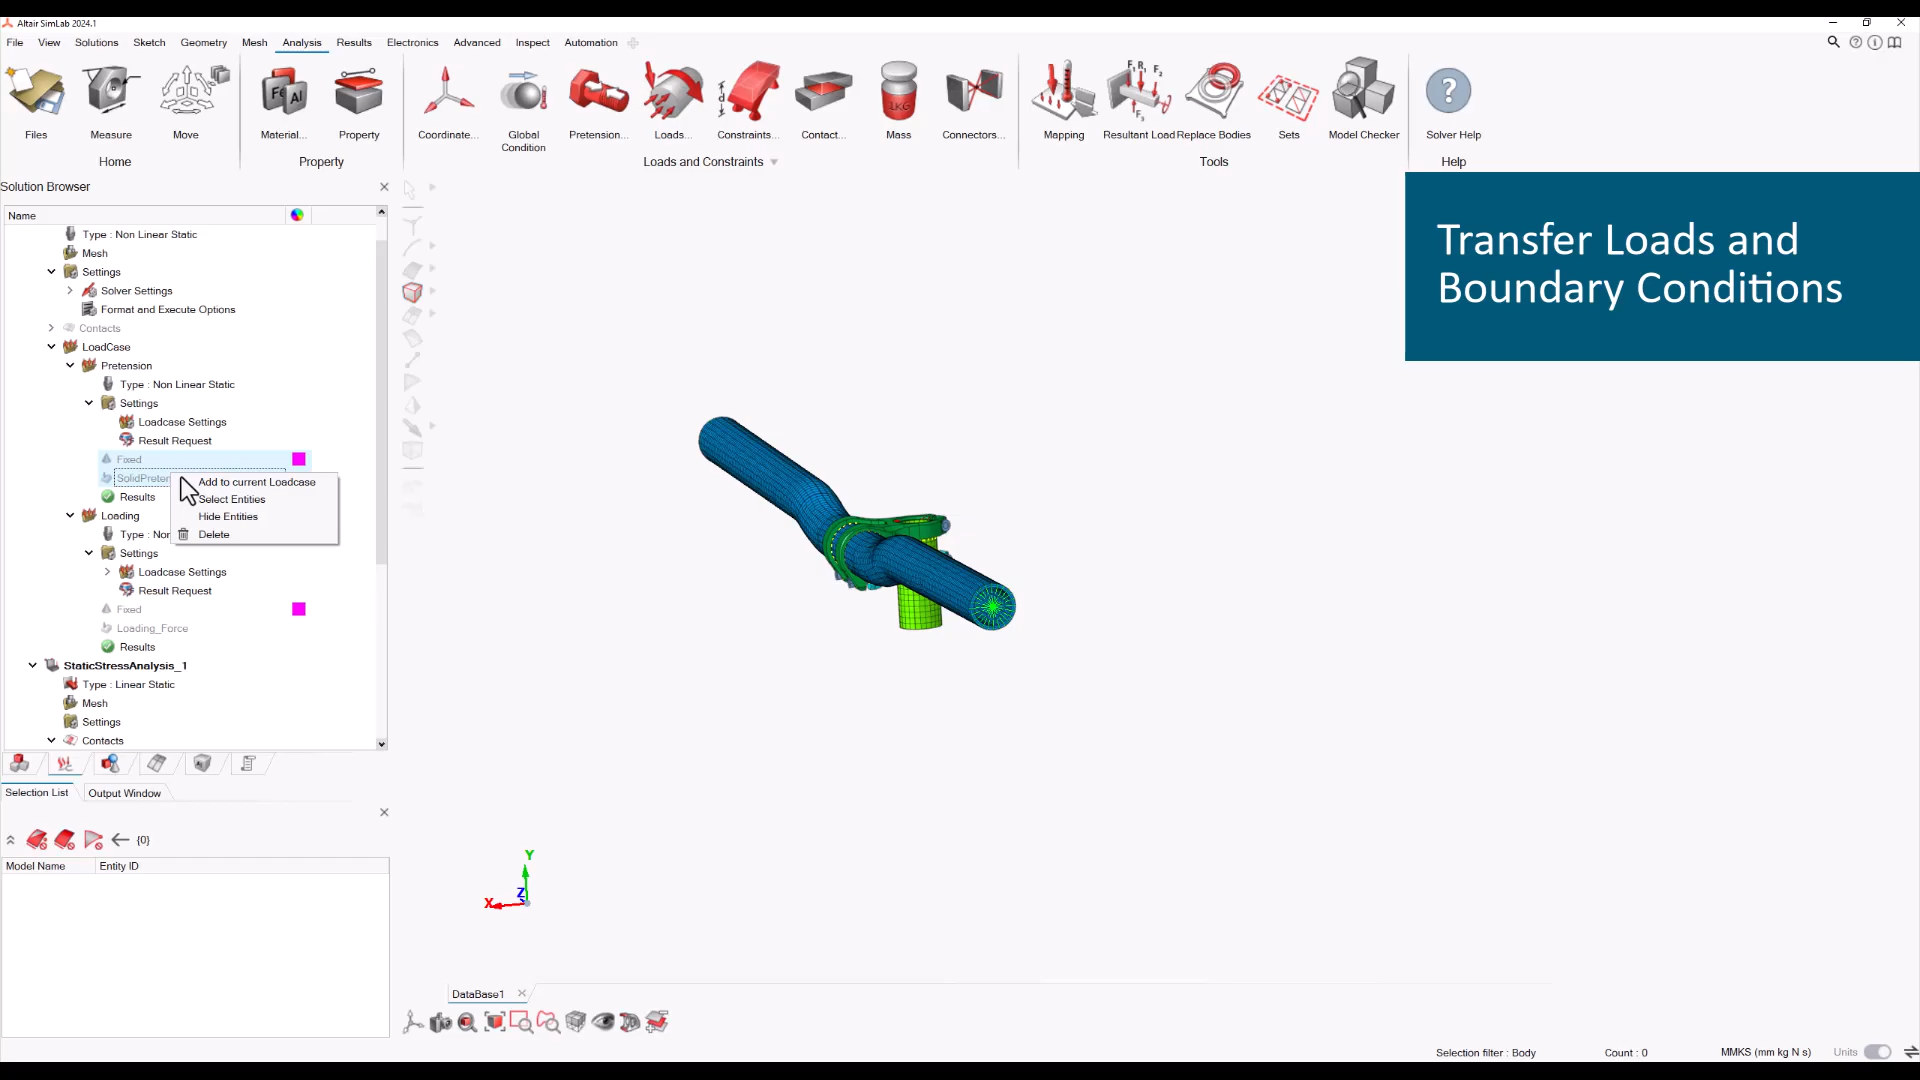 Altair SimLab 2024.1
File View Solutions Sketch Geometry Mesh Analysis Results Electronics Advanced Inspect Automation
Files
Measure
Move
Home
Material...
Property
Property
Coordinate...
Global
Condition
Pretension...
Loads...
Constraints...
Contact...
1KG
Mass
Connectors...
Loads and Constraints
Mapping
Resultant Load
Replace Bodies
Sets
Model Checker
Tools
Solver Help
Help
Transfer Loads and
Boundary Conditions
Solution Browser
Name
Type : Non Linear Static
Mesh
Settings
Solver Settings
Format and Execute Options
Contacts
LoadCase
Pretension
Type : Non Linear Static
Settings
Loadcase Settings
Result Request
Fixed
SolidPreten
Results
Add to current Loadcase
Select Entities
Hide Entities
Delete
Loading
Type : Nor
Settings
Loadcase Settings
Result Request
Fixed
Loading_Force
Results
StaticStressAnalysis_1
Type : Linear Static
Mesh
Settings
Contacts
Selection List
Output Window
{0}
Model Name Entity ID
Y
Z
X
DataBase1
Selection filter : Body
Count : 0
MMKS (mm kg N s)
Units